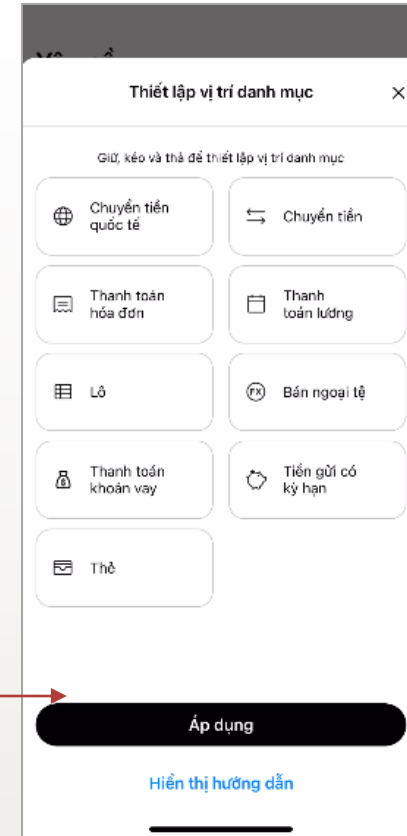 Thiết lập vị trí danh mục
Giữ, kéo và thả để thiết lập vị trí danh mục
Chuyển tiền
quốc tế
Chuyển tiền
Thanh toán
hóa đơn
Thanh
toán lương
Lô
FX
Bán ngoại tệ
Thanh toán
khoản vay
Tiền gửi có
kỳ hạn
Thẻ
Áp dụng
Hiển thị hướng dẫn